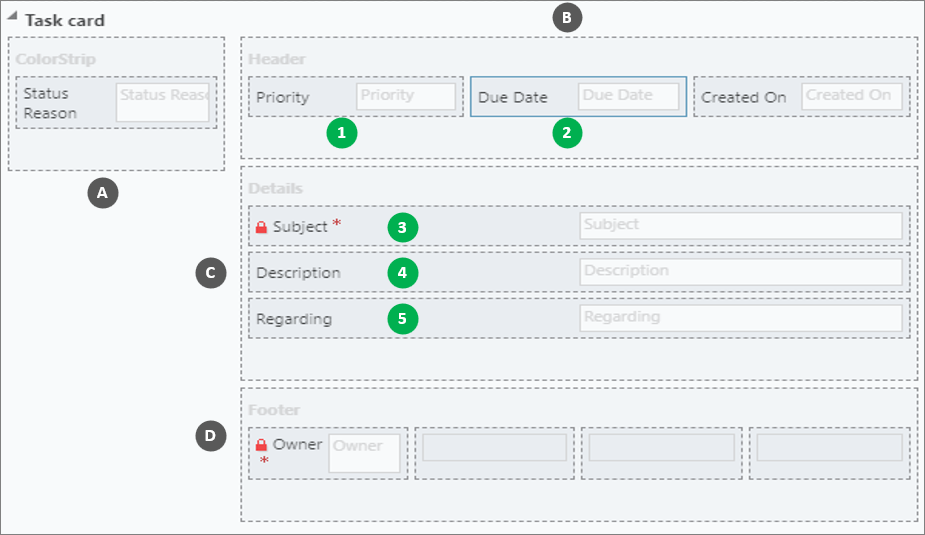 Task card
B
ColorStrip
Status Reason
Status Reas
A
Header
Priority Priority
Due Date Due Date
Created On Created On
1
2
Details
Subject * 3 Subject
C
Description 4 Description
Regarding 5 Regarding
Footer
D
Owner * Owner